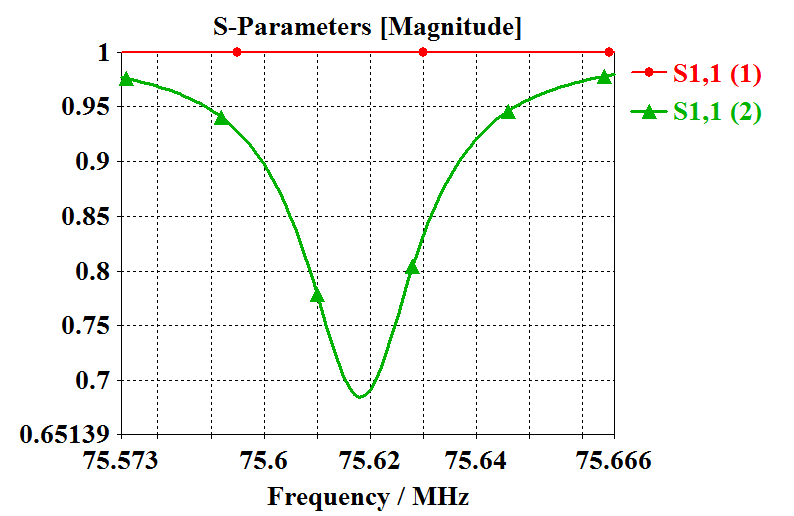 S-Parameters [Magnitude]
1
0.95
0.9
0.85
0.8
0.75
0.7
0.65139
75.573 75.6 75.62 75.64 75.666
Frequency / MHz
S1,1 (1)
S1,1 (2)